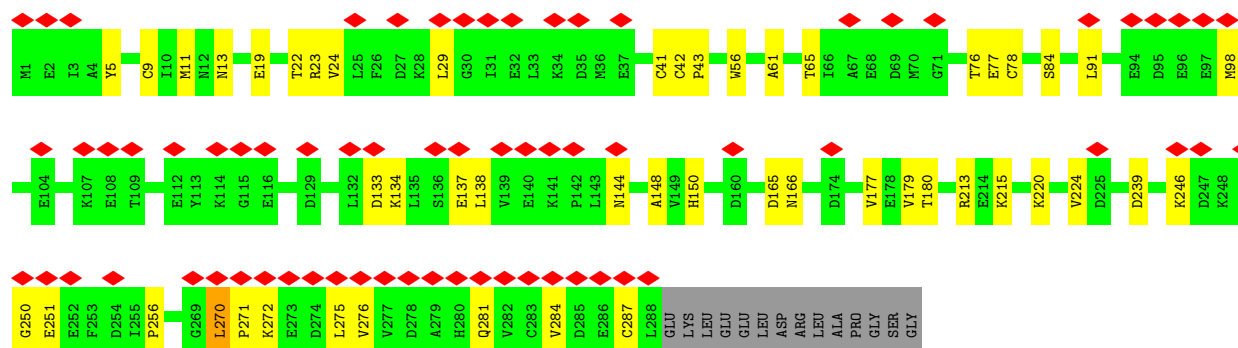 M1 E2 I3 A4 Y5 C9 I10 M11 N12 N13 E19 T22 R23 V24 L25 F26 D27 K28 L29 G30 I31 E32 L33 K34 D35 M36 E37 C41 C42 P43 W56 A61 T65 I66 A67 E68 D69 M70 G71 T76 E77 C78 S84 L91 E94 D95 E96 E97 M98
E104 K107 E108 T109 E112 Y113 K114 G115 E116 D129 L132 D133 K134 L135 S136 E137 L138 V139 E140 K141 P142 L143 N144 A148 V149 H150 D160 D165 N166 D174 V177 E178 V179 T180 R213 E214 K215 K220 V224 D225 D239 K246 D247 K248
G250 E251 E252 F253 D254 I255 P256 G269 L270 P271 K272 E273 D274 L275 V276 V277 D278 A279 H280 Q281 V282 C283 V284 D285 E286 C287 L288 GLU LYS LEU GLU GLU LEU ASP ARG LEU ALA PRO GLY SER GLY